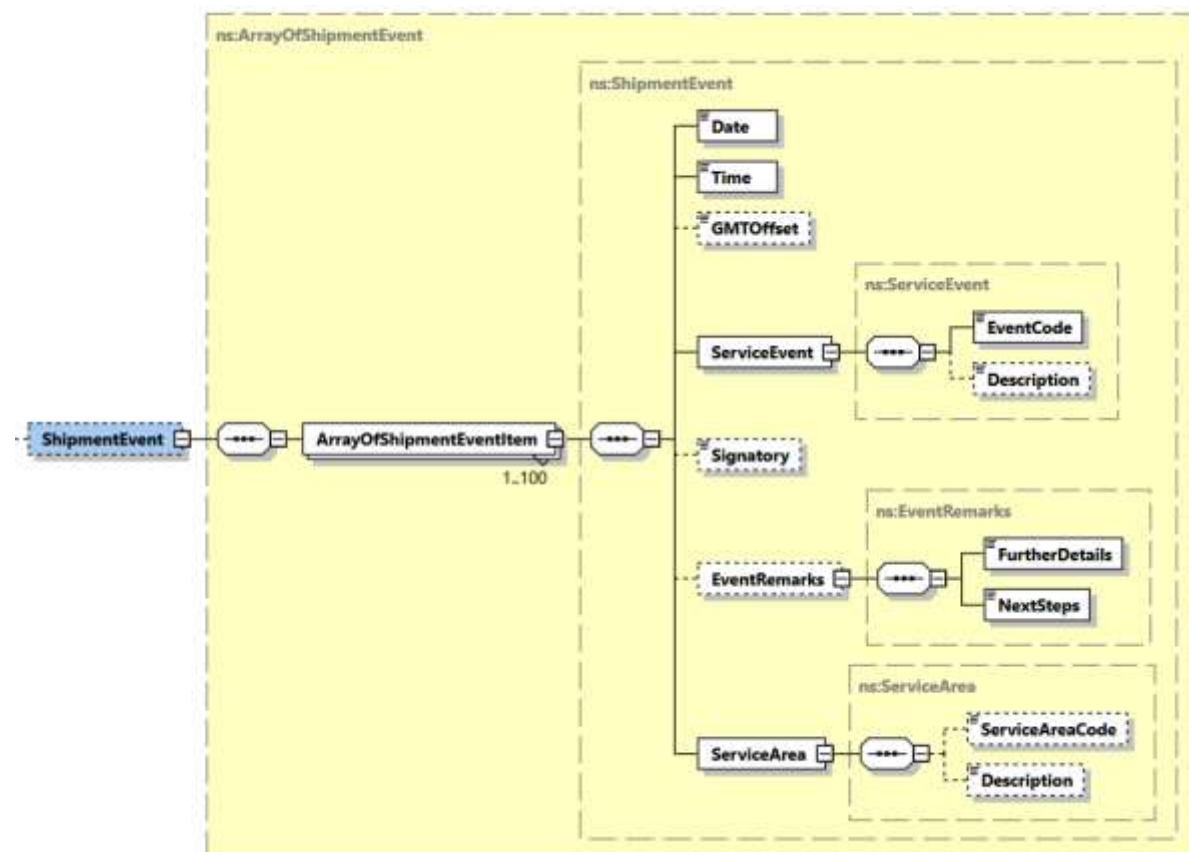 ns:ArrayOfShipmentEvent
ns:ShipmentEvent
Date
Time
GMTOffset
ns:ServiceEvent
EventCode
ServiceEvent
Description
ShipmentEvent
ArrayOfShipmentEventItem
1..100
Signatory
ns:EventRemarks
FurtherDetails
EventRemarks
NextSteps
ns:ServiceArea
ServiceAreaCode
ServiceArea
Description